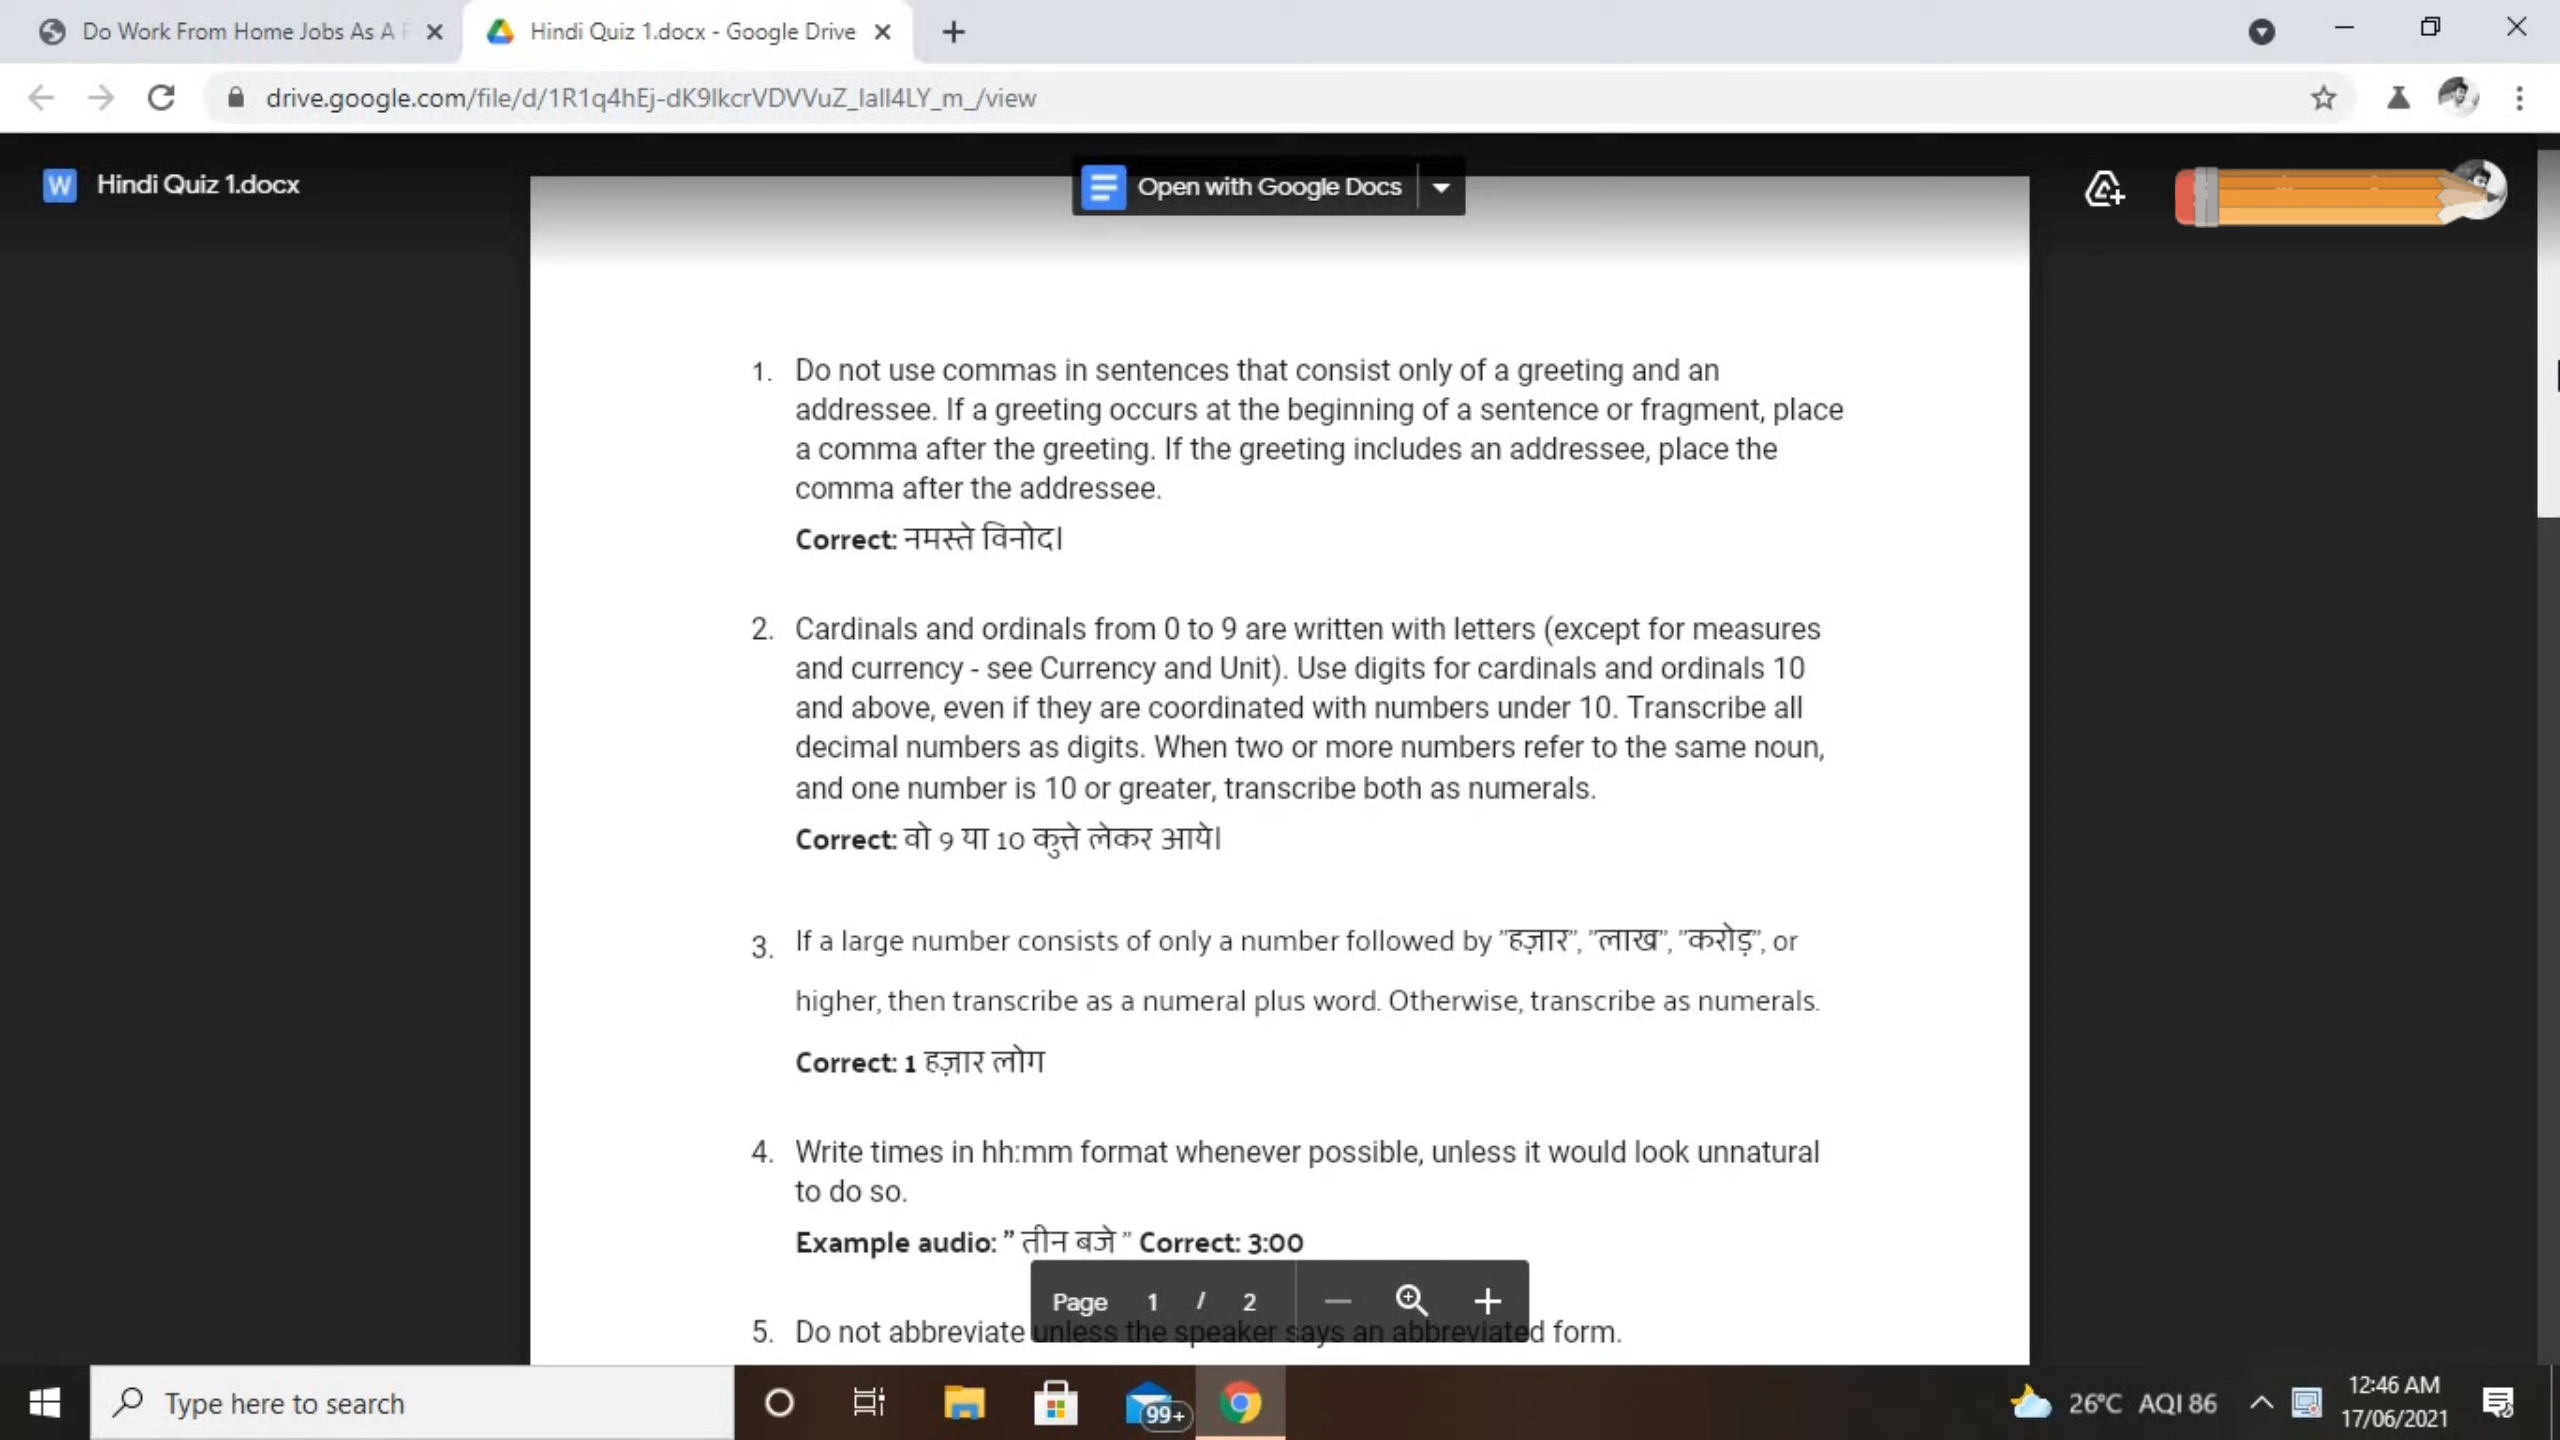 Do Work From Home Jobs As A F
Hindi Quiz 1.docx - Google Drive
drive.google.com/file/d/1R1q4hEj-dK9lkcrVDVVuZ_lall4LY_m_/view
W Hindi Quiz 1.docx
Open with Google Docs
1. Do not use commas in sentences that consist only of a greeting and an
addressee. If a greeting occurs at the beginning of a sentence or fragment, place
a comma after the greeting. If the greeting includes an addressee, place the
comma after the addressee.
Correct: नमस्ते विनोद।
2. Cardinals and ordinals from 0 to 9 are written with letters (except for measures
and currency - see Currency and Unit). Use digits for cardinals and ordinals 10
and above, even if they are coordinated with numbers under 10. Transcribe all
decimal numbers as digits. When two or more numbers refer to the same noun,
and one number is 10 or greater, transcribe both as numerals.
Correct: वो 9 या 10 कुत्ते लेकर आये।
3. If a large number consists of only a number followed by "हज़ार", "लाख", "करोड़", or
higher, then transcribe as a numeral plus word. Otherwise, transcribe as numerals.
Correct: 1 हज़ार लोग
4. Write times in hh:mm format whenever possible, unless it would look unnatural
to do so.
Example audio: " तीन बजे " Correct: 3:00
Page 1 / 2
5. Do not abbreviate unless the speaker says an abbreviated form.
Type here to search
99+
26°C AQI 86
12:46 AM
17/06/2021